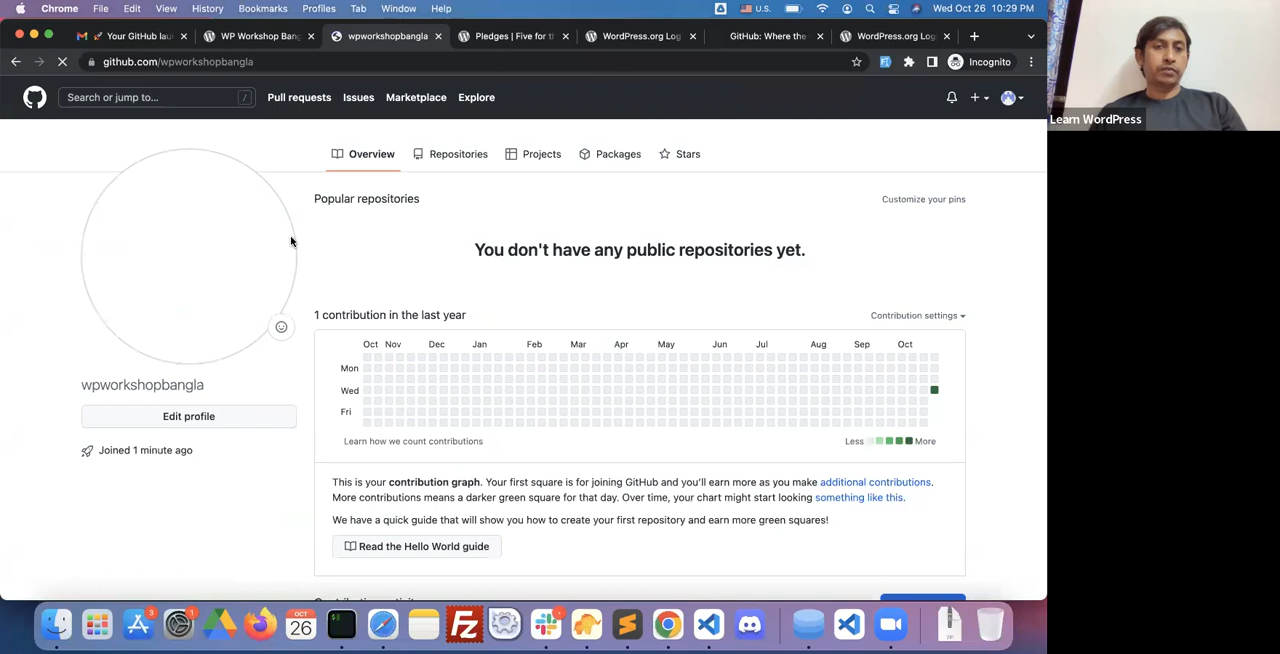 Chrome File Edit View History Bookmarks Profiles Tab Window Help U.S. Wed Oct 26 10:29 PM
🚀 Your GitHub lau WP Workshop Bang wpworkshopbangla Pledges | Five for th WordPress.org Log GitHub: Where the WordPress.org Log
github.com/wpworkshopbangla Incognito
Search or jump to... / Pull requests Issues Marketplace Explore
Learn WordPress
Overview Repositories Projects Packages Stars
Popular repositories Customize your pins
You don't have any public repositories yet.
1 contribution in the last year Contribution settings
Oct Nov Dec Jan Feb Mar Apr May Jun Jul Aug Sep Oct
Mon
Wed
Fri
Learn how we count contributions Less More
wpworkshopbangla
Edit profile
Joined 1 minute ago
This is your contribution graph. Your first square is for joining GitHub and you'll earn more as you make additional contributions.
More contributions means a darker green square for that day. Over time, your chart might start looking something like this.
We have a quick guide that will show you how to create your first repository and earn more green squares!
Read the Hello World guide
3 1 OCT 26 Fz